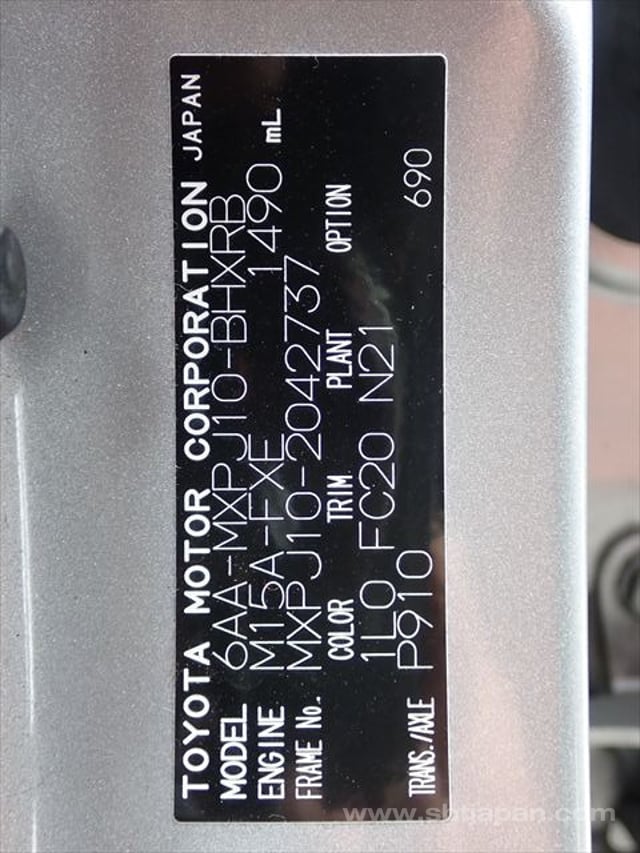 TOYOTA MOTOR CORPORATION JAPAN
MODEL 6AA-MXPJ10-BHXRB
ENGINE M15A-FXE 1490 mL
FRAME No. MXPJ10-2042737
COLOR TRIM PLANT OPTION
1L0 FC20 N21
TRANS./AXLE P910 690
www.sbtjapan.com